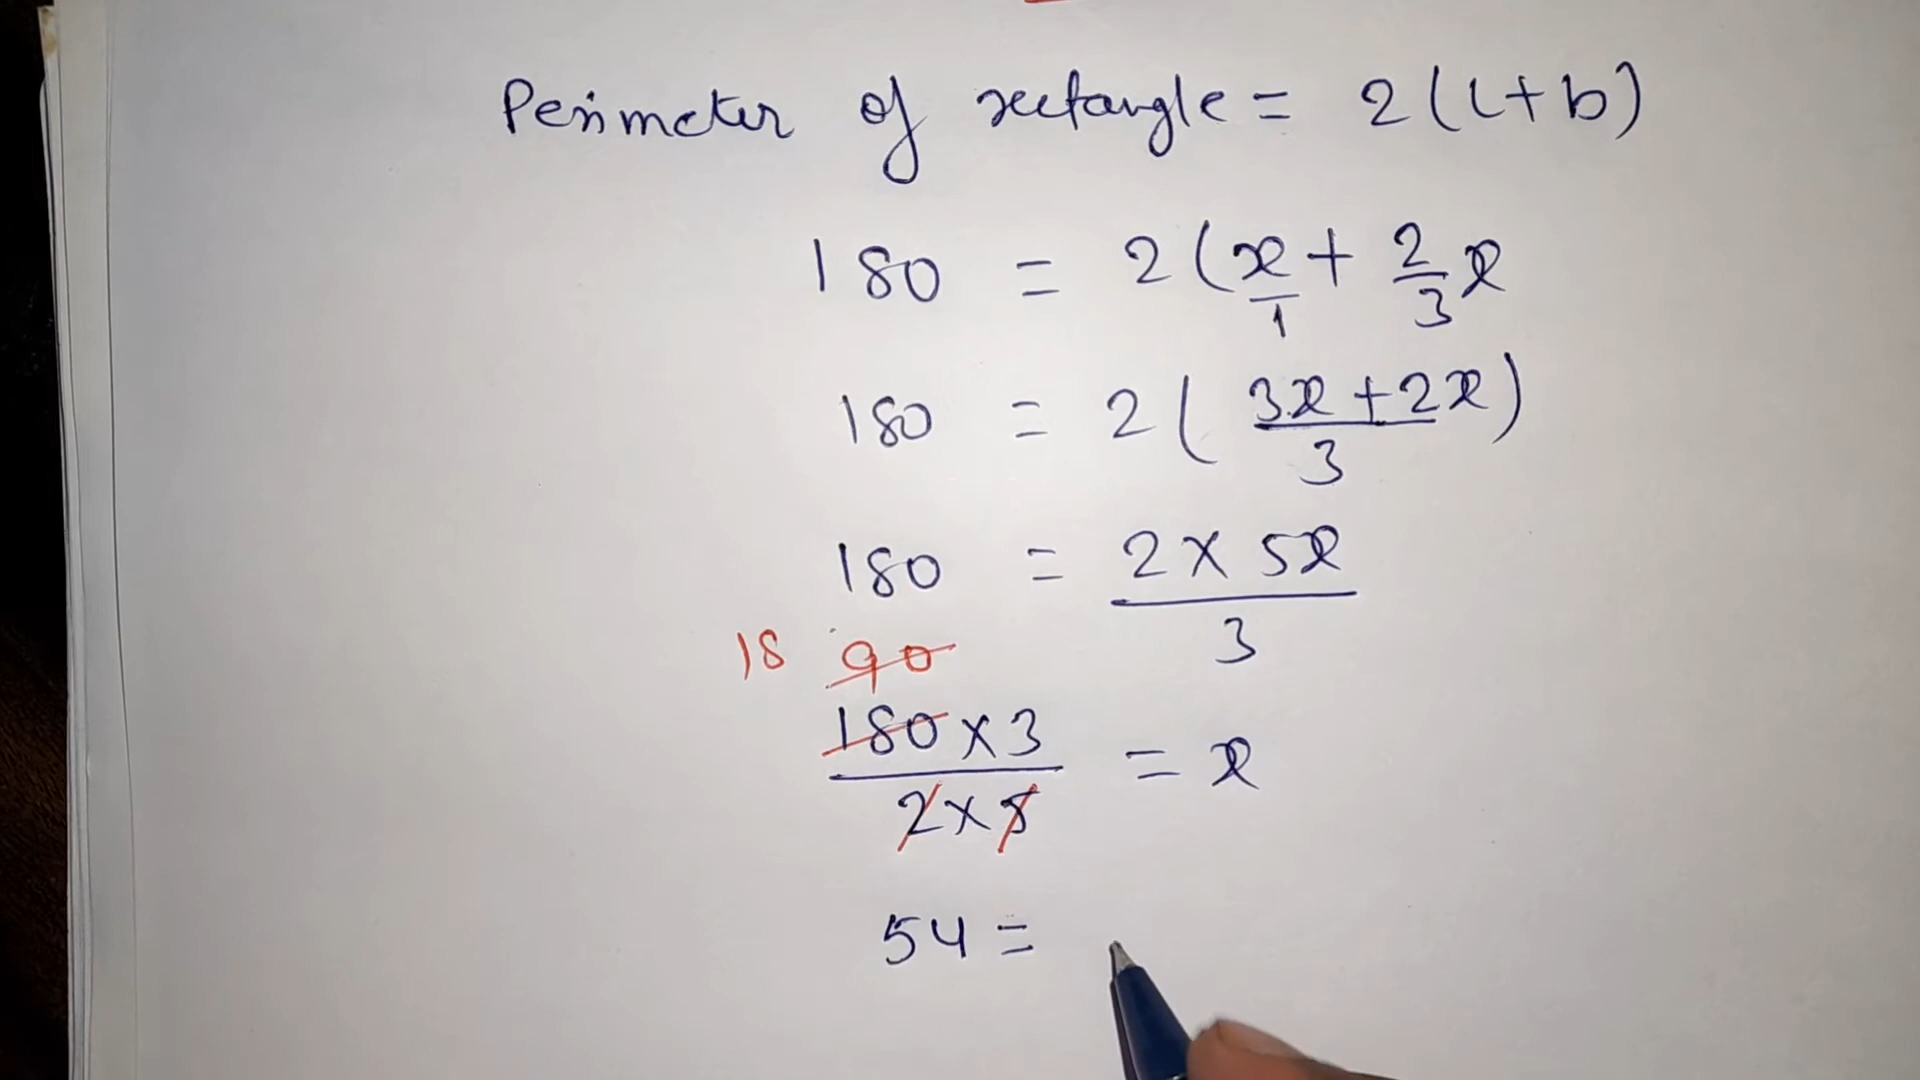 Perimeter of rectangle = 2(l+b)
180 = 2(x/1 + 2/3 x
180 = 2( 3x+2x/3 )
180 = 2×5x/3
18 90
180×3/2×5 = x
54 =